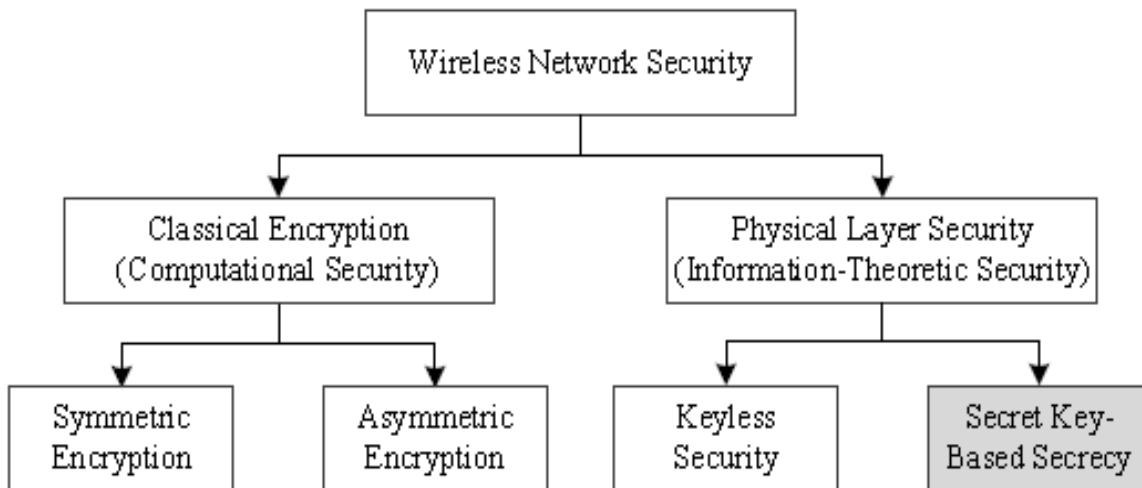 Wireless Network Security
Classical Encryption
(Computational Security)
Physical Layer Security
(Information-Theoretic Security)
Symmetric
Encryption
Asymmetric
Encryption
Keyless
Security
Secret Key-
Based Secrecy